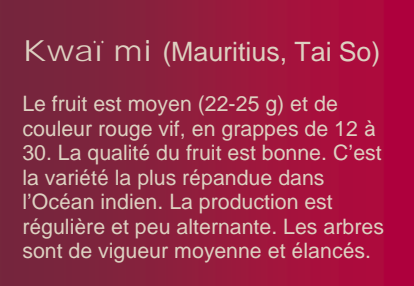 Kwaï mi (Mauritius, Tai So)
Le fruit est moyen (22-25 g) et de
couleur rouge vif, en grappes de 12 à
30. La qualité du fruit est bonne. C’est
la variété la plus répandue dans
l’Océan indien. La production est
régulière et peu alternante. Les arbres
sont de vigueur moyenne et élancés.